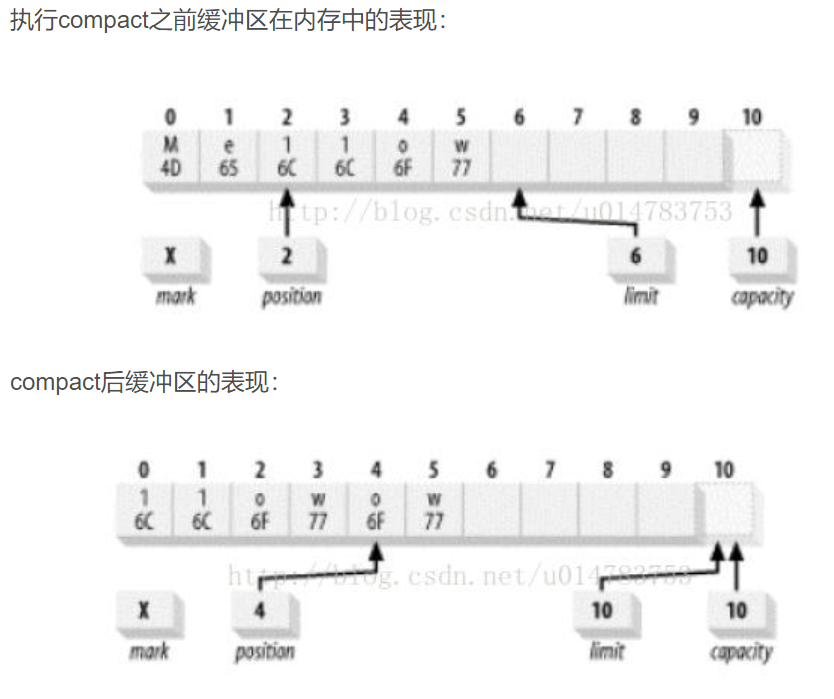 执行compact之前缓冲区在内存中的表现：
0 1 2 3 4 5 6 7 8 9 10
M e l l o w
4D 65 6C 6C 6F 77
http://blog.csdn.net/u014783753
X 2 6 10
mark position limit capacity
compact后缓冲区的表现：
0 1 2 3 4 5 6 7 8 9 10
l l o w o w
6C 6C 6F 77 6F 77
http://blog.csdn.net/u014783753
X 4 10 10
mark position limit capacity